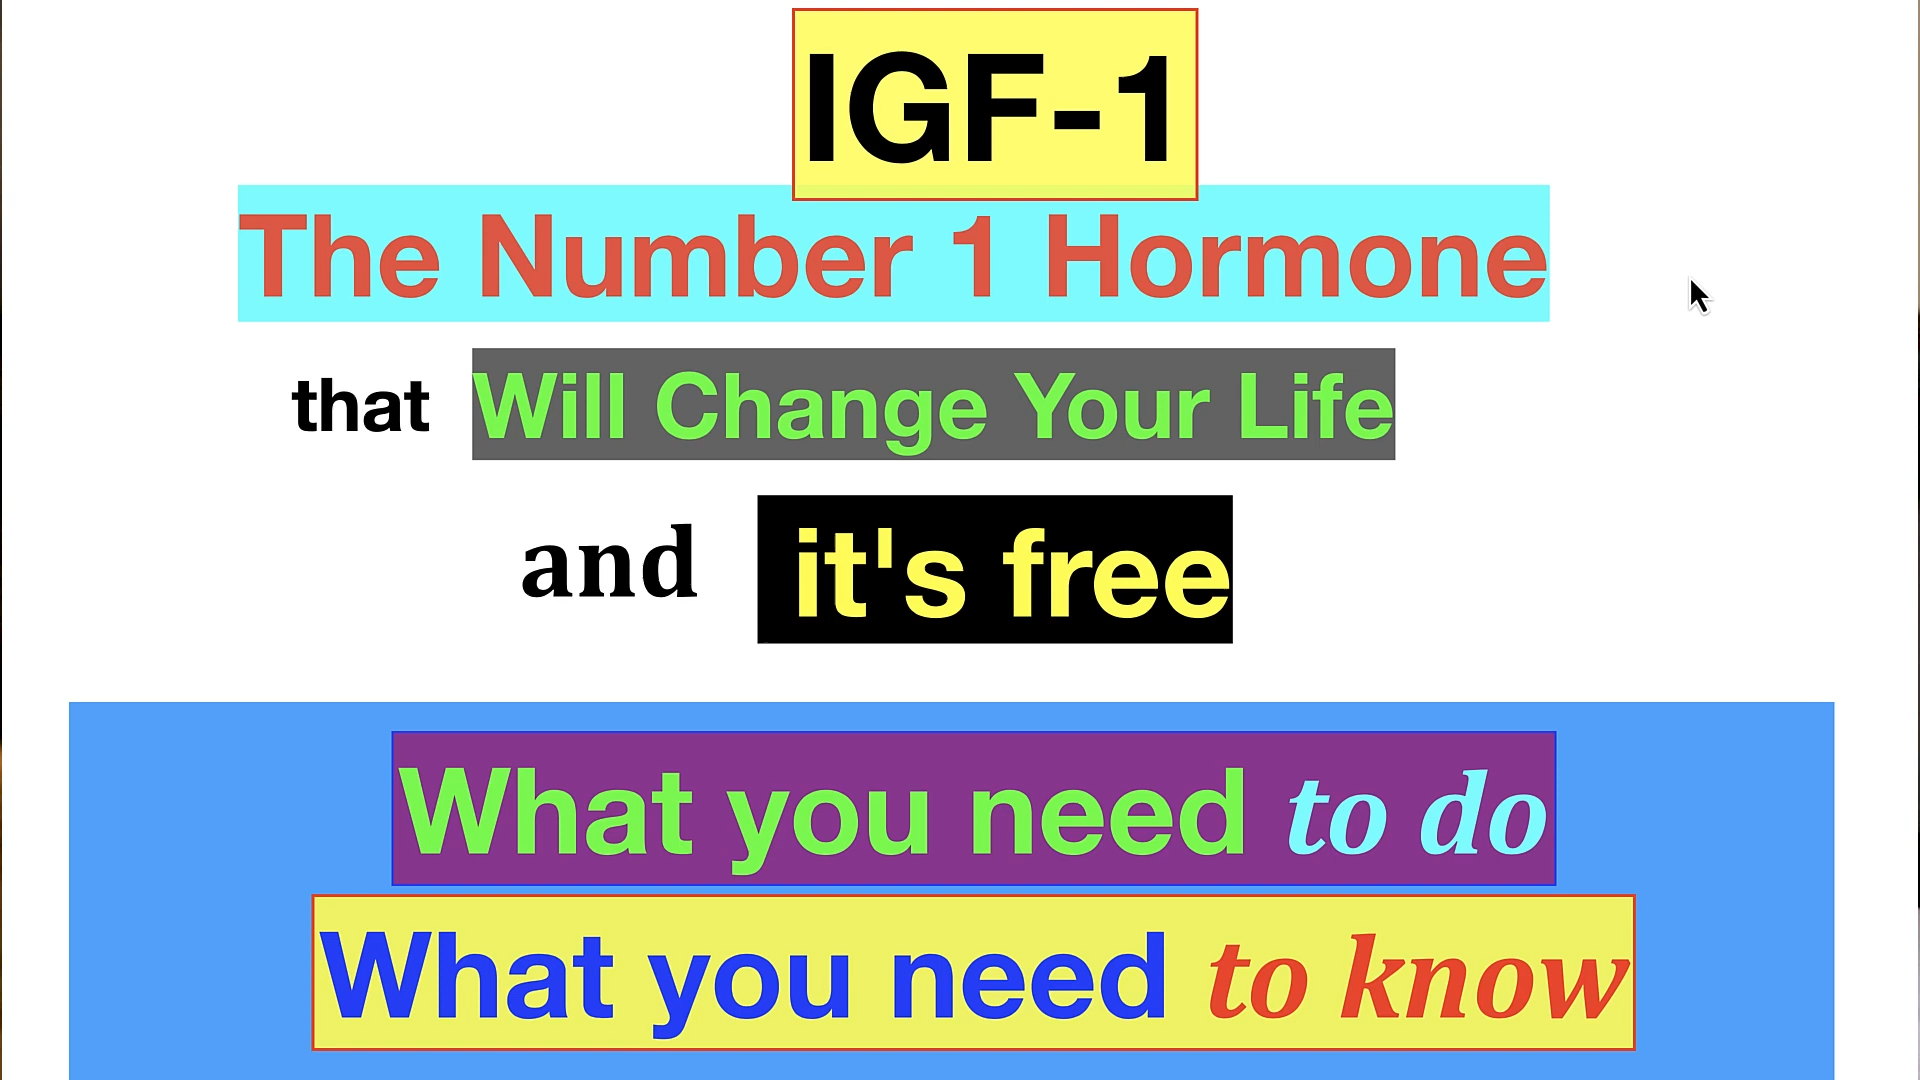 IGF-1
The Number 1 Hormone
that Will Change Your Life
and it's free
What you need to do
What you need to know